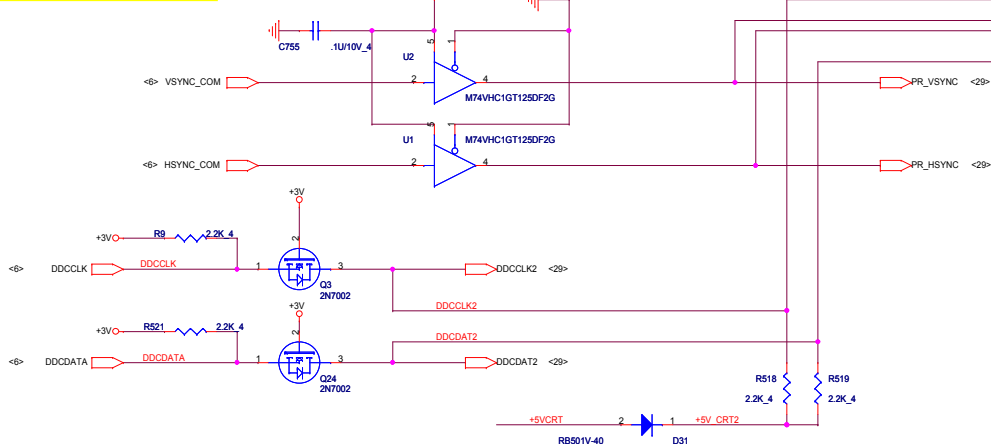 C755 .1U/10V_4
U2
5
1
<6> VSYNC_COM
2
4
PR_VSYNC <29>
M74VHC1GT125DF2G
5
1
U1
M74VHC1GT125DF2G
<6> HSYNC_COM
2
4
PR_HSYNC <29>
+3V
R9 2.2K_4
+3V
2
<6> DDCCLK
DDCCLK
1
3
DDCCLK2 <29>
Q3
2N7002
DDCCLK2
+3V
R521 2.2K_4
+3V
2
DDCDAT2
<6> DDCDATA
DDCDATA
1
3
DDCDAT2 <29>
Q24
2N7002
R518
2.2K_4
R519
2.2K_4
+5VCRT
2
1
+5V_CRT2
RB501V-40
D31